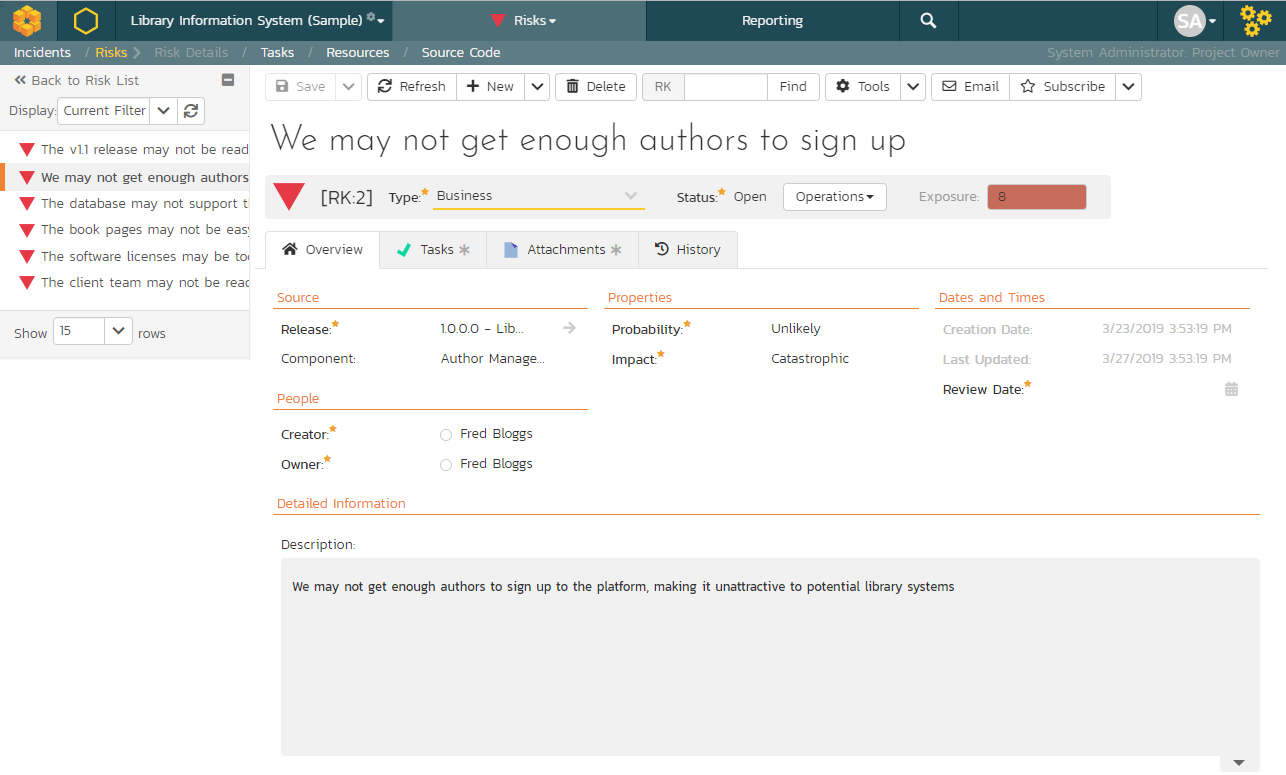 Library Information System (Sample) Risks Reporting SA
Incidents / Risks Risk Details / Tasks / Resources / Source Code System Administrator: Project Owner
Back to Risk List
Display: Current Filter
The v1.1 release may not be read
We may not get enough authors
The database may not support t
The book pages may not be eas
The software licenses may be too
The client team may not be reac
Show 15 rows
Save Refresh New Delete RK Find Tools Email Subscribe
We may not get enough authors to sign up
[RK:2] Type: Business Status: Open Operations Exposure: 8
Overview Tasks Attachments History
Source
Release: 1.0.0.0 - Lib...
Component: Author Manage...
People
Creator: Fred Bloggs
Owner: Fred Bloggs
Properties
Probability: Unlikely
Impact: Catastrophic
Dates and Times
Creation Date: 3/23/2019 3:53:19 PM
Last Updated: 3/27/2019 3:53:19 PM
Review Date:
Detailed Information
Description:
We may not get enough authors to sign up to the platform, making it unattractive to potential library systems